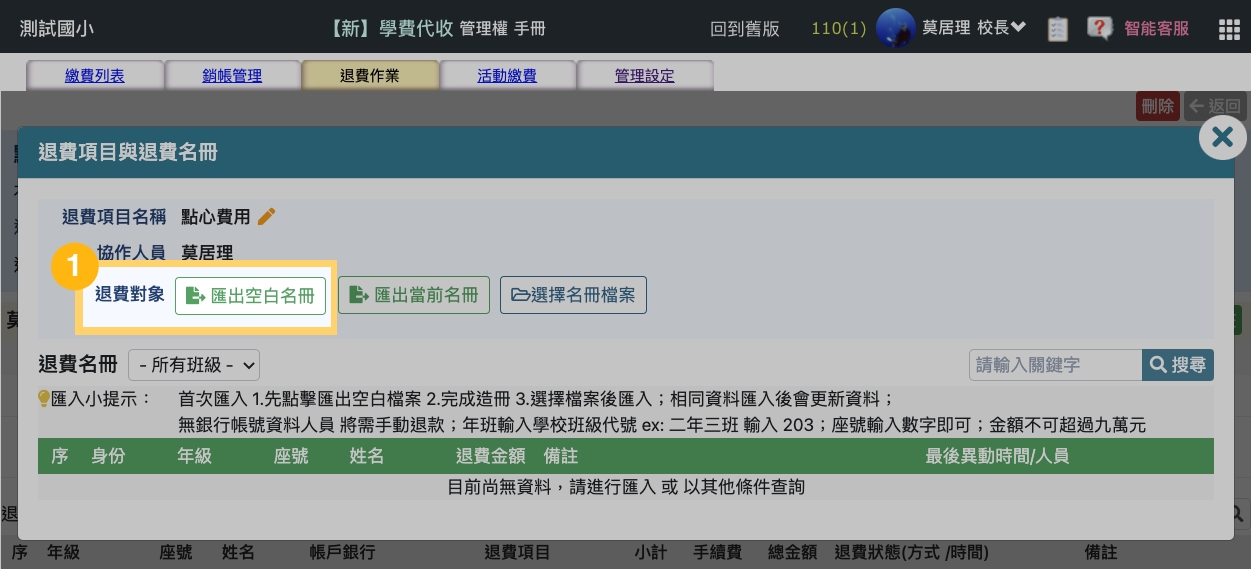 測試國小 【新】學費代收 管理權 手冊 回到舊版 110(1) 莫居理 校長 智能客服
繳費列表 銷帳管理 退費作業 活動繳費 管理設定
刪除 返回
退費項目與退費名冊
退費項目名稱 點心費用
協作人員 莫居理
1
退費對象 匯出空白名冊 匯出當前名冊 選擇名冊檔案
退費名冊 - 所有班級 - 請輸入關鍵字 搜尋
匯入小提示： 首次匯入 1.先點擊匯出空白檔案 2.完成造冊 3.選擇檔案後匯入；相同資料匯入後會更新資料；
無銀行帳號資料人員 將需手動退款；年班輸入學校班級代號 ex: 二年三班 輸入 203；座號輸入數字即可；金額不可超過九萬元
序 身份 年級 座號 姓名 退費金額 備註 最後異動時間/人員
目前尚無資料，請進行匯入 或 以其他條件查詢
序 年級 座號 姓名 帳戶銀行 退費項目 小計 手續費 總金額 退費狀態(方式 /時間) 備註